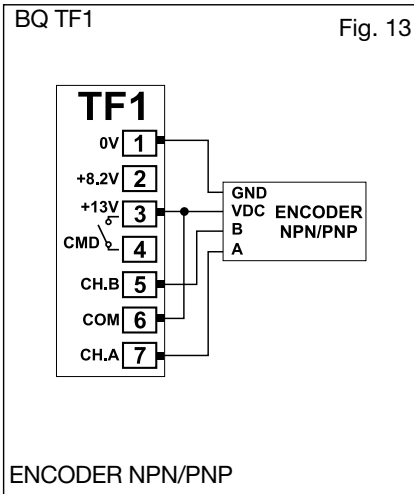 BQ TF1
Fig. 13
TF1
0V 1
+8.2V 2
+13V 3
CMD 4
CH.B 5
COM 6
CH.A 7
GND
VDC
B
A
ENCODER
NPN/PNP
ENCODER NPN/PNP